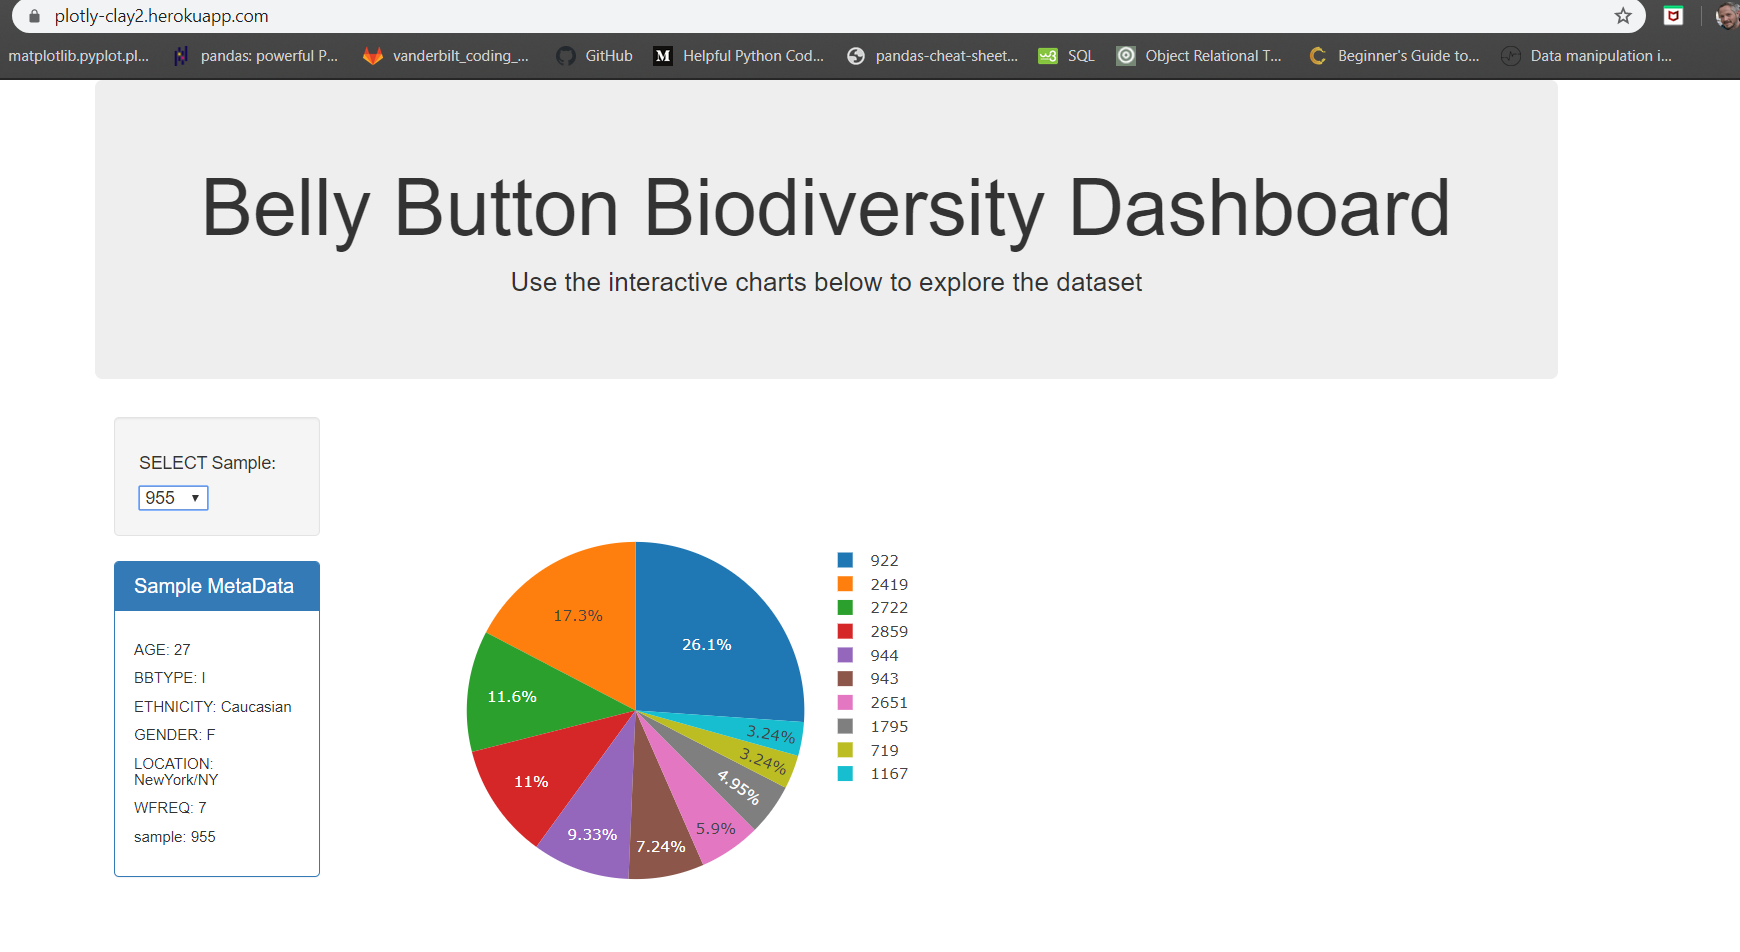 plotly-clay2.herokuapp.com
matplotlib.pyplot.pl... pandas: powerful P... vanderbilt_coding_... GitHub M Helpful Python Cod... pandas-cheat-sheet... w3 SQL Object Relational T... Beginner's Guide to... Data manipulation i...
Belly Button Biodiversity Dashboard
Use the interactive charts below to explore the dataset
SELECT Sample:
955
Sample MetaData
AGE: 27
BBTYPE: I
ETHNICITY: Caucasian
GENDER: F
LOCATION:
NewYork/NY
WFREQ: 7
sample: 955
26.1%
17.3%
11.6%
11%
9.33%
7.24%
5.9%
4.95%
3.24%
3.24%
922
2419
2722
2859
944
943
2651
1795
719
1167